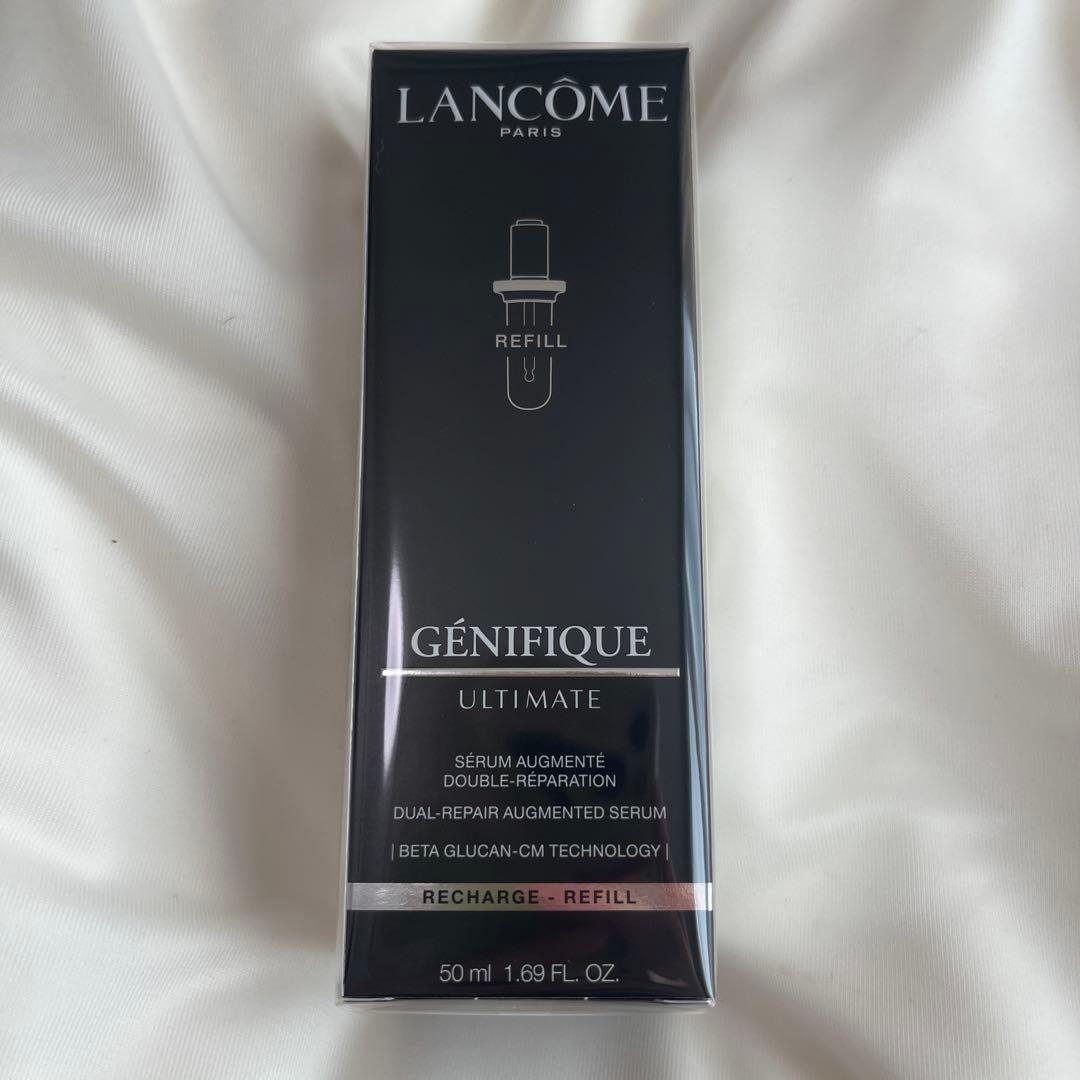 LANCÔME
PARIS
REFILL
GÉNIFIQUE
ULTIMATE
SÉRUM AUGMENTÉ
DOUBLE-RÉPARATION
DUAL-REPAIR AUGMENTED SERUM
| BETA GLUCAN-CM TECHNOLOGY |
RECHARGE - REFILL
50 ml 1.69 FL. OZ.